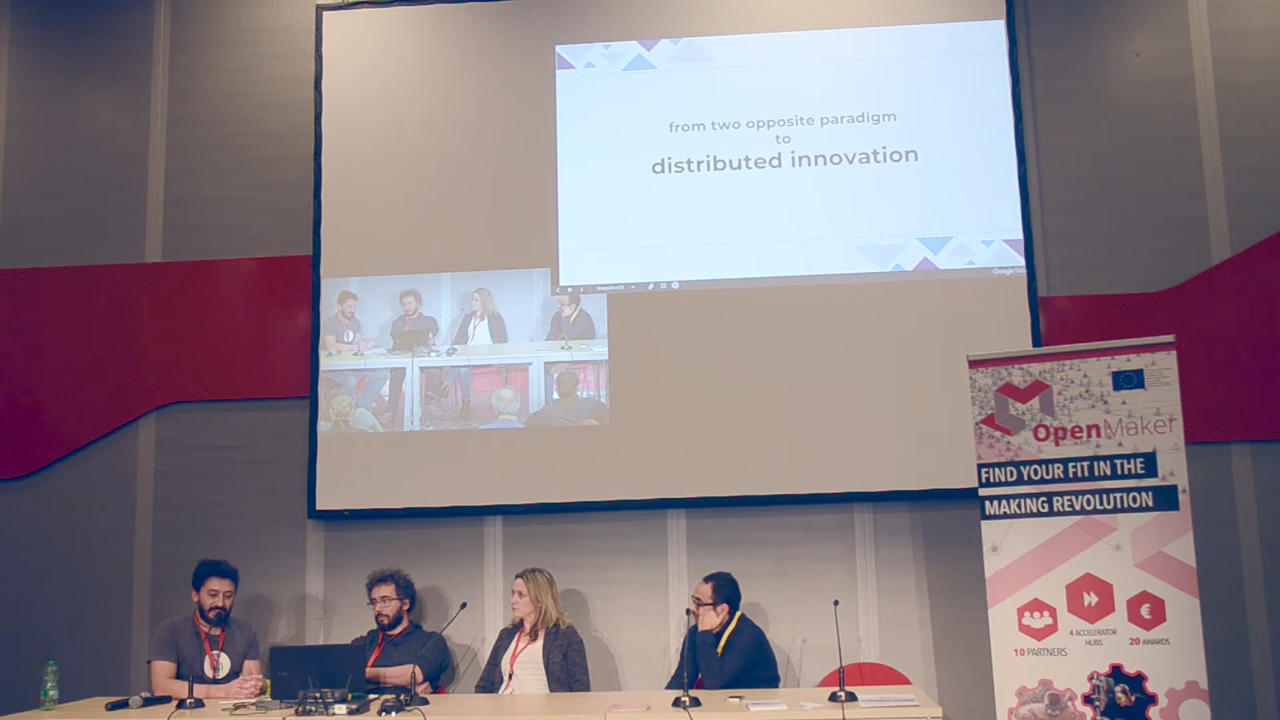 from two opposite paradigm
to
distributed innovation
OpenMaker
FIND YOUR FIT IN THE
MAKING REVOLUTION
10 PARTNERS
4 ACCELERATOR
HUBS
20 AWARDS